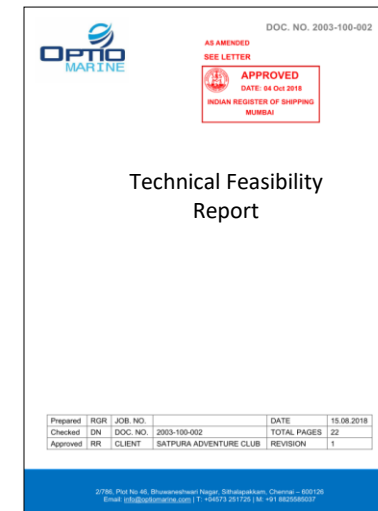 DOC. NO. 2003-100-002
OPTIO
MARINE
AS AMENDED
SEE LETTER
APPROVED
DATE: 04 Oct 2018
INDIAN REGISTER OF SHIPPING
MUMBAI
Technical Feasibility
Report
Prepared RGR JOB. NO. DATE 15.08.2018
Checked DN DOC. NO. 2003-100-002 TOTAL PAGES 22
Approved RR CLIENT SATPURA ADVENTURE CLUB REVISION 1
2/786, Plot No 46, Bhuwaneshwari Nagar, Sithalapakkam, Chennai – 600126
Email: info@optiomarine.com | T: +04573 251725 | M: +91 8825585037